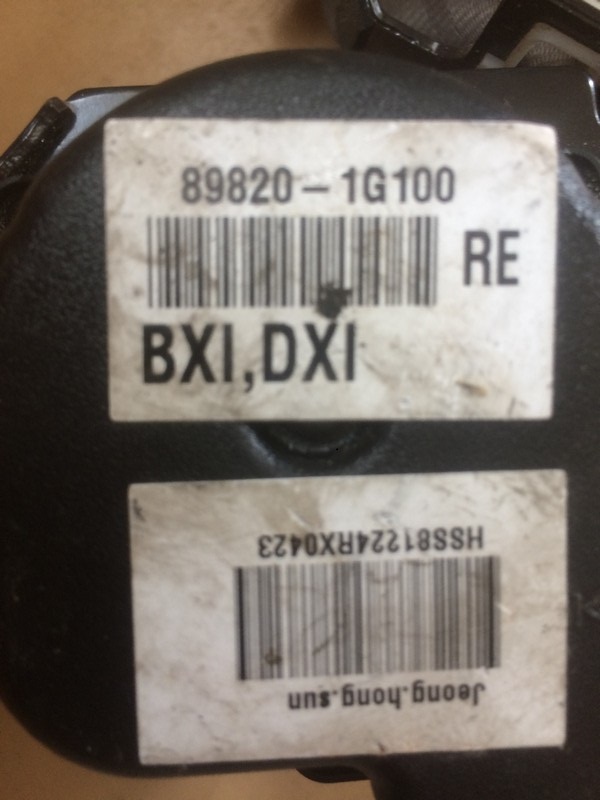 89820-1G100
RE
BXI,DXI
HSS81224RX0423
Jeong.hong.sun